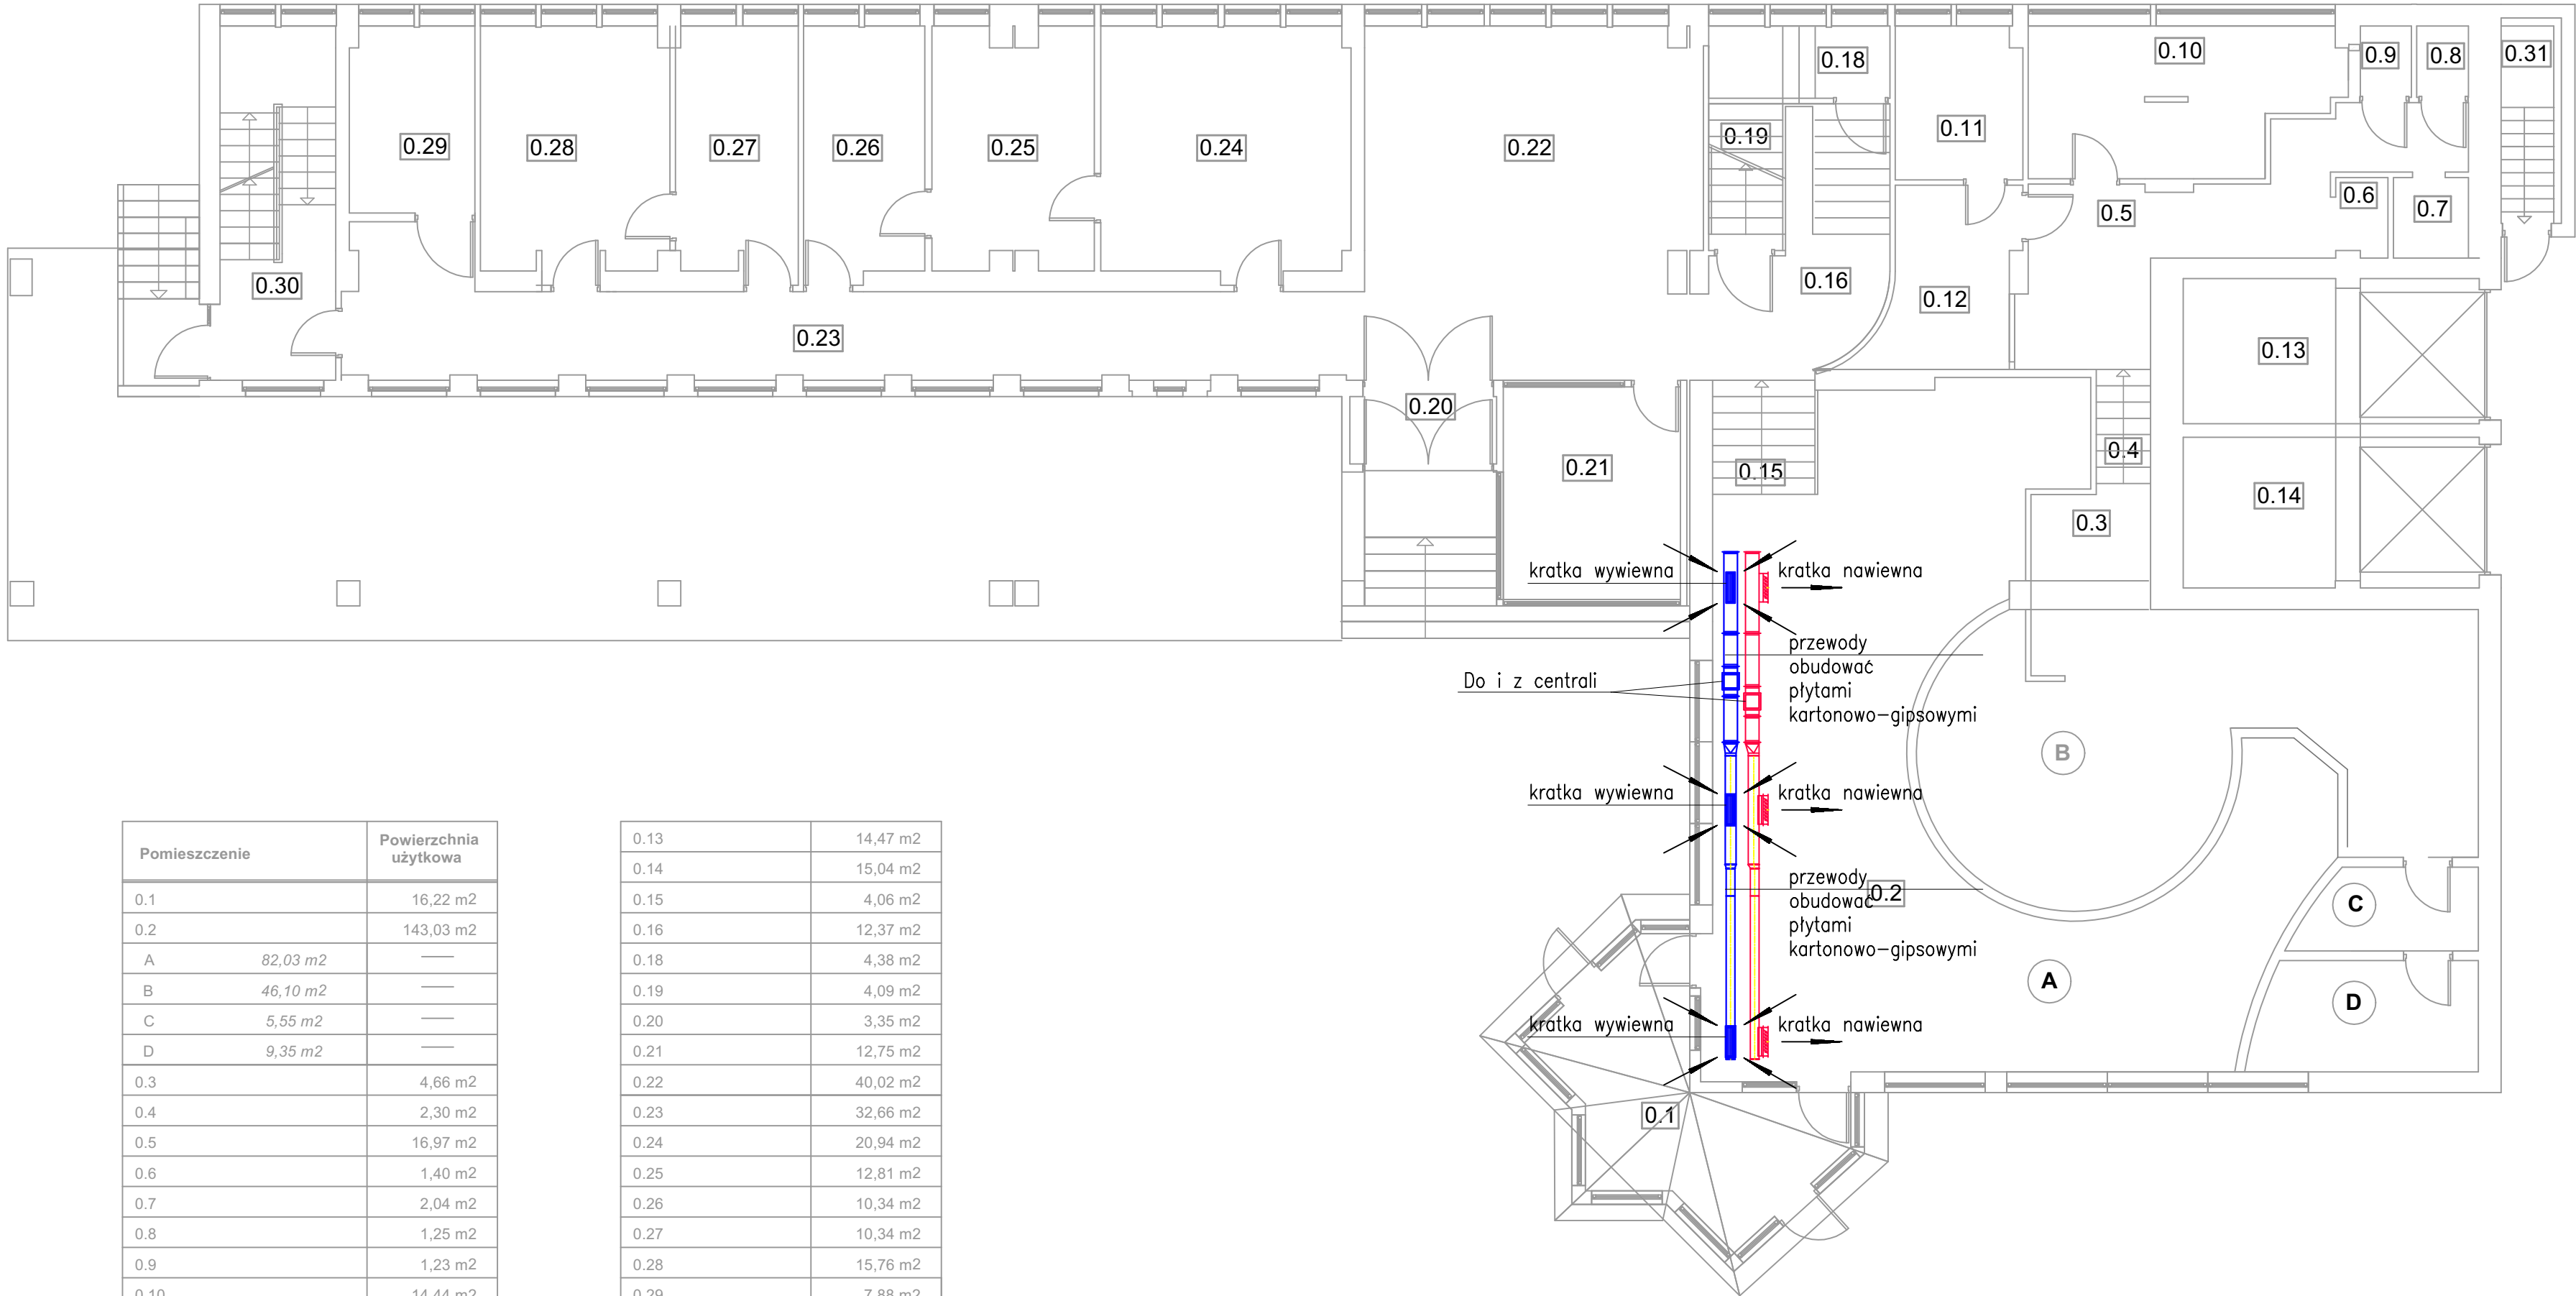 0.18
0.10
0.9
0.8
0.31
0.29
0.28
0.27
0.26
0.25
0.24
0.22
0.19
0.11
0.6
0.7
0.5
0.30
0.16
0.12
0.23
0.13
0.20
0.21
0.15
0.4
0.14
0.3
kratka wywiewna
kratka nawiewna
przewody
obudować
płytami
kartonowo-gipsowymi
Do i z centrali
B
kratka wywiewna
kratka nawiewna
przewody
obudować
płytami
kartonowo-gipsowymi
0.2
C
A
D
kratka wywiewna
kratka nawiewna
0.1
Pomieszczenie Powierzchnia
użytkowa
0.1 16,22 m2
0.2 143,03 m2
A 82,03 m2 —
B 46,10 m2 —
C 5,55 m2 —
D 9,35 m2 —
0.3 4,66 m2
0.4 2,30 m2
0.5 16,97 m2
0.6 1,40 m2
0.7 2,04 m2
0.8 1,25 m2
0.9 1,23 m2
0.10 14,44 m2
0.13 14,47 m2
0.14 15,04 m2
0.15 4,06 m2
0.16 12,37 m2
0.18 4,38 m2
0.19 4,09 m2
0.20 3,35 m2
0.21 12,75 m2
0.22 40,02 m2
0.23 32,66 m2
0.24 20,94 m2
0.25 12,81 m2
0.26 10,34 m2
0.27 10,34 m2
0.28 15,76 m2
0.29 7,88 m2